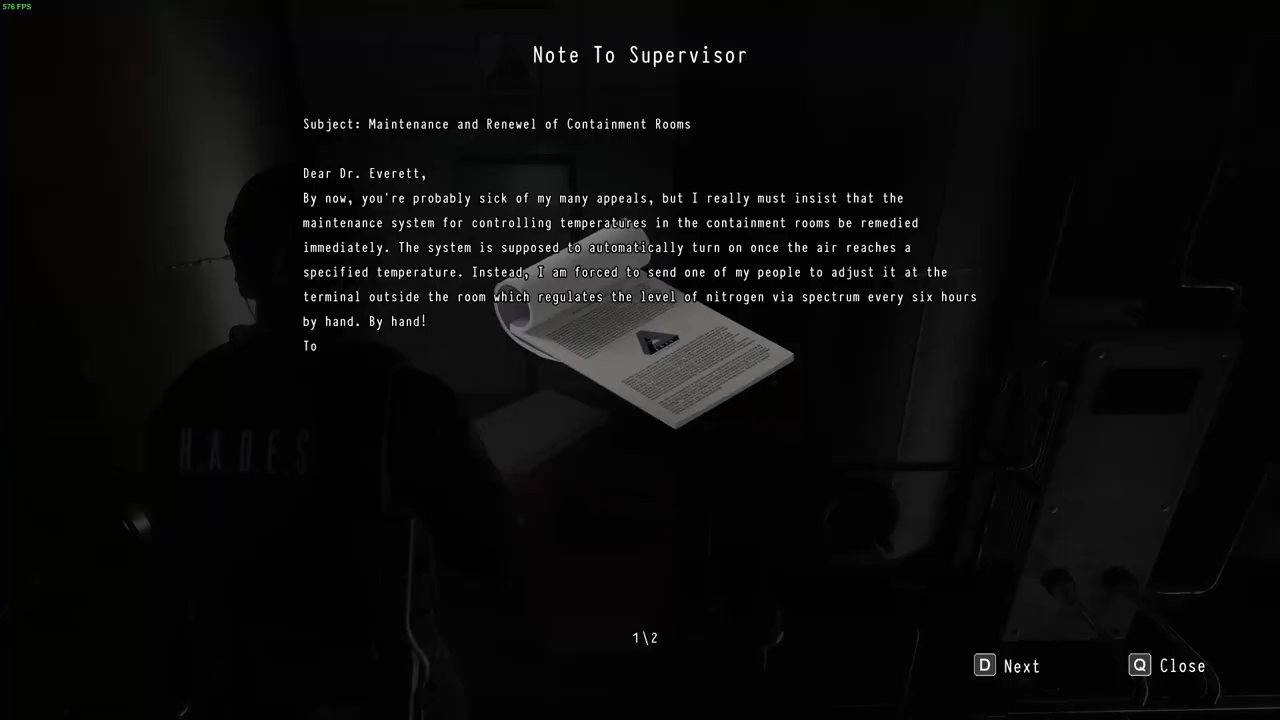 576 FPS
Note To Supervisor
Subject: Maintenance and Renewel of Containment Rooms
Dear Dr. Everett,
By now, you're probably sick of my many appeals, but I really must insist that the
maintenance system for controlling temperatures in the containment rooms be remedied
immediately. The system is supposed to automatically turn on once the air reaches a
specified temperature. Instead, I am forced to send one of my people to adjust it at the
terminal outside the room which regulates the level of nitrogen via spectrum every six hours
by hand. By hand!
To
H.A.D.E.S
1\2
D Next
Q Close